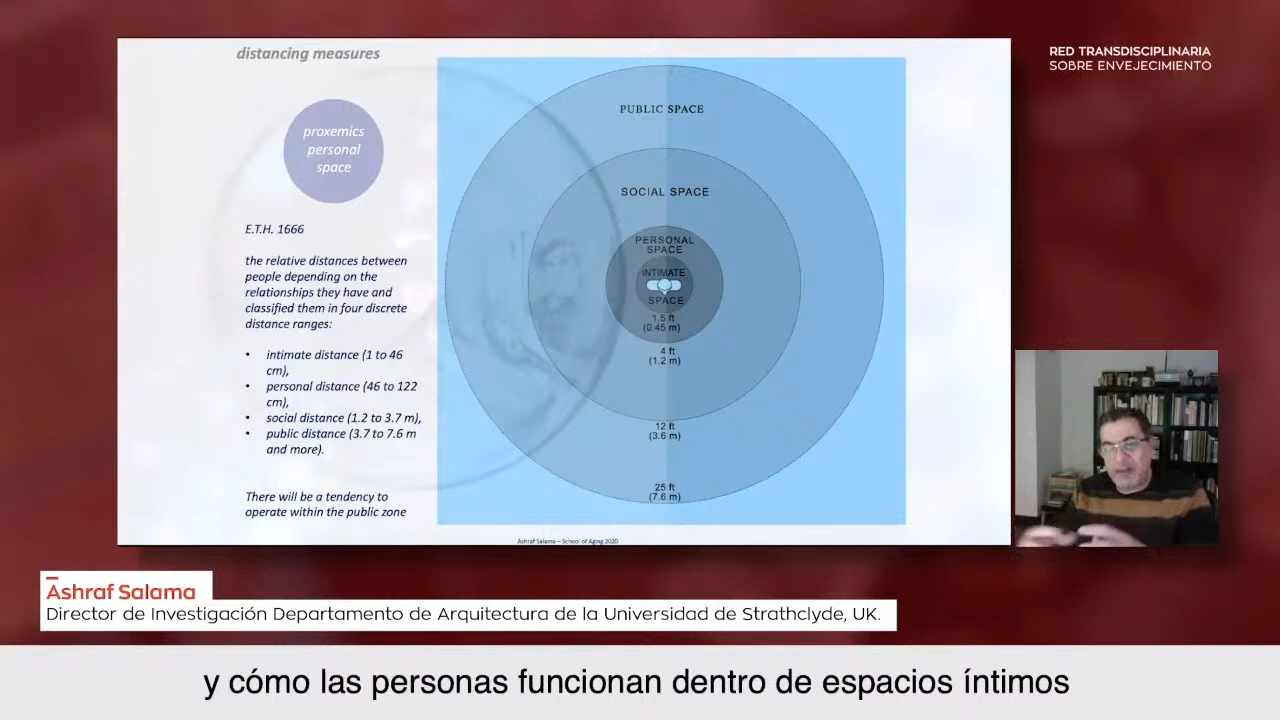 distancing measures
RED TRANSDISCIPLINARIA
SOBRE ENVEJECIMIENTO
proxemics
personal
space
E.T.H. 1666
the relative distances between
people depending on the
relationships they have and
classified them in four discrete
distance ranges:
• intimate distance (1 to 46
cm),
• personal distance (46 to 122
cm),
• social distance (1.2 to 3.7 m),
• public distance (3.7 to 7.6 m
and more).
There will be a tendency to
operate within the public zone
PUBLIC SPACE
SOCIAL SPACE
PERSONAL
SPACE
INTIMATE
SPACE
1.5 ft
(0.45 m)
4 ft
(1.2 m)
12 ft
(3.6 m)
25 ft
(7.6 m)
Ashraf Salama – School of Aging 2020
Ashraf Salama
Director de Investigación Departamento de Arquitectura de la Universidad de Strathclyde, UK.
y cómo las personas funcionan dentro de espacios íntimos